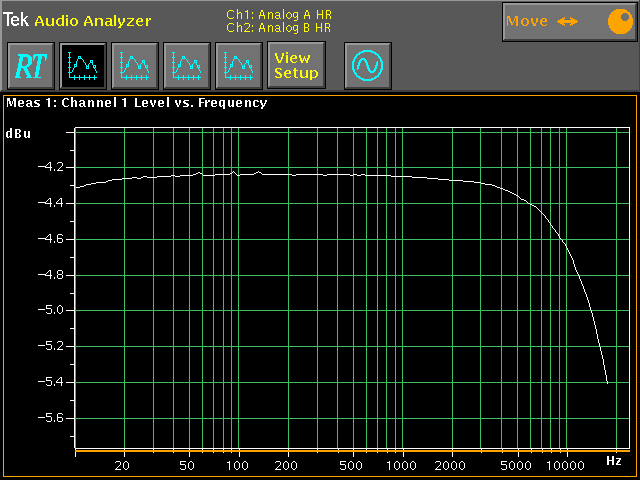 Tek Audio Analyzer
Ch1: Analog A HR
Ch2: Analog B HR
Move
RT
View
Setup
Meas 1: Channel 1 Level vs. Frequency
dBu
-4.2
-4.4
-4.6
-4.8
-5.0
-5.2
-5.4
-5.6
20 50 100 200 500 1000 2000 5000 10000 Hz